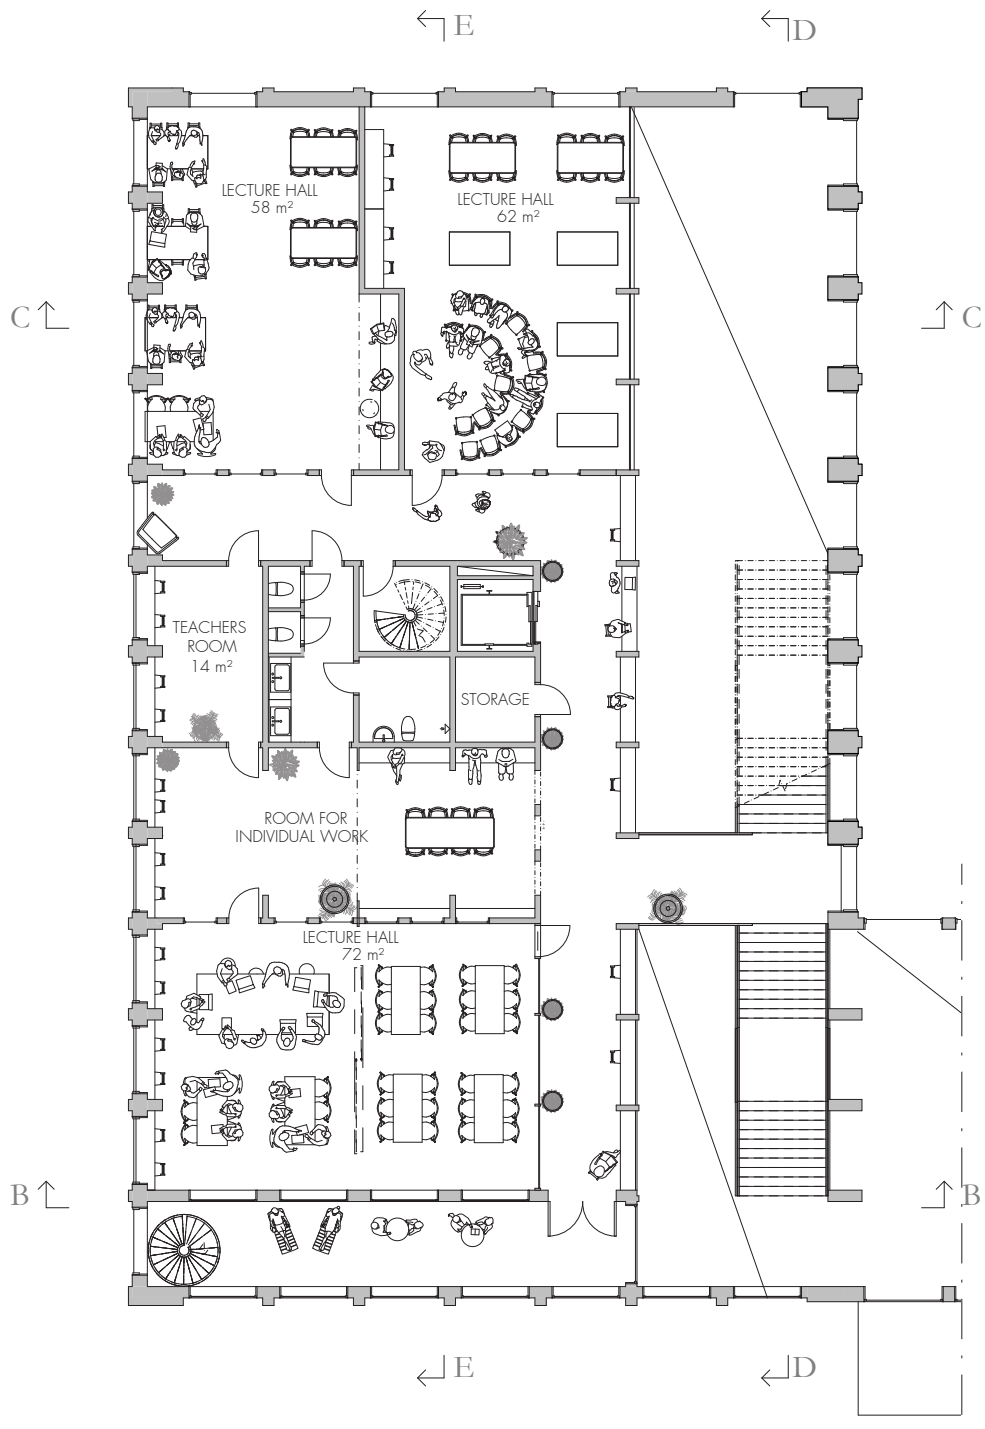 E
D
LECTURE HALL
58 m²
LECTURE HALL
62 m²
C
C
TEACHERS
ROOM
14 m²
STORAGE
ROOM FOR
INDIVIDUAL WORK
LECTURE HALL
72 m²
B
B
E
D